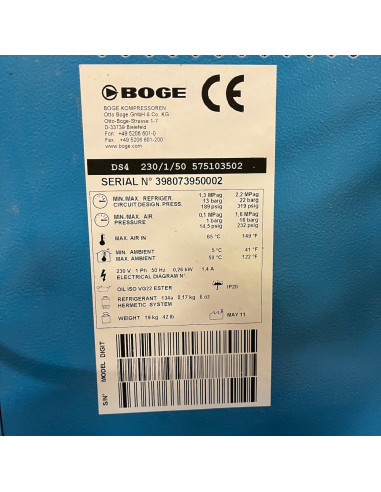 BOGE CE
BOGE KOMPRESSOREN
Otto Boge GmbH & Co. KG
Otto-Boge-Strasse 1-7
D-33739 Bielefeld
Fon: +49 5206 601-0
Fax: +49 5206 601-200
www.boge.com
DS4 230/1/50 575103502
SERIAL N° 398073950002
MIN./MAX. REFRIGER. 1,3 MPag 2,2 MPag
CIRCUIT DESIGN. PRESS. 13 barg 22 barg
189 psig 319 psig
MIN./MAX. AIR 0,1 MPag 1,6 MPag
PRESSURE 1 barg 16 barg
14,5 psig 232 psig
MAX. AIR IN 65 °C 149 °F
MIN. AMBIENT 5 °C 41 °F
MAX. AMBIENT 50 °C 122 °F
230 V 1 Ph 50 Hz 0,26 kW 1,4 A
ELECTRICAL DIAGRAM N°.
OIL ISO VG22 ESTER IP20
REFRIGERANT 134a 0,17 kg 6 oz
HERMETIC SYSTEM
WEIGHT 19 kg 42 lb MAY 11
MODEL DIGIT
S/N°